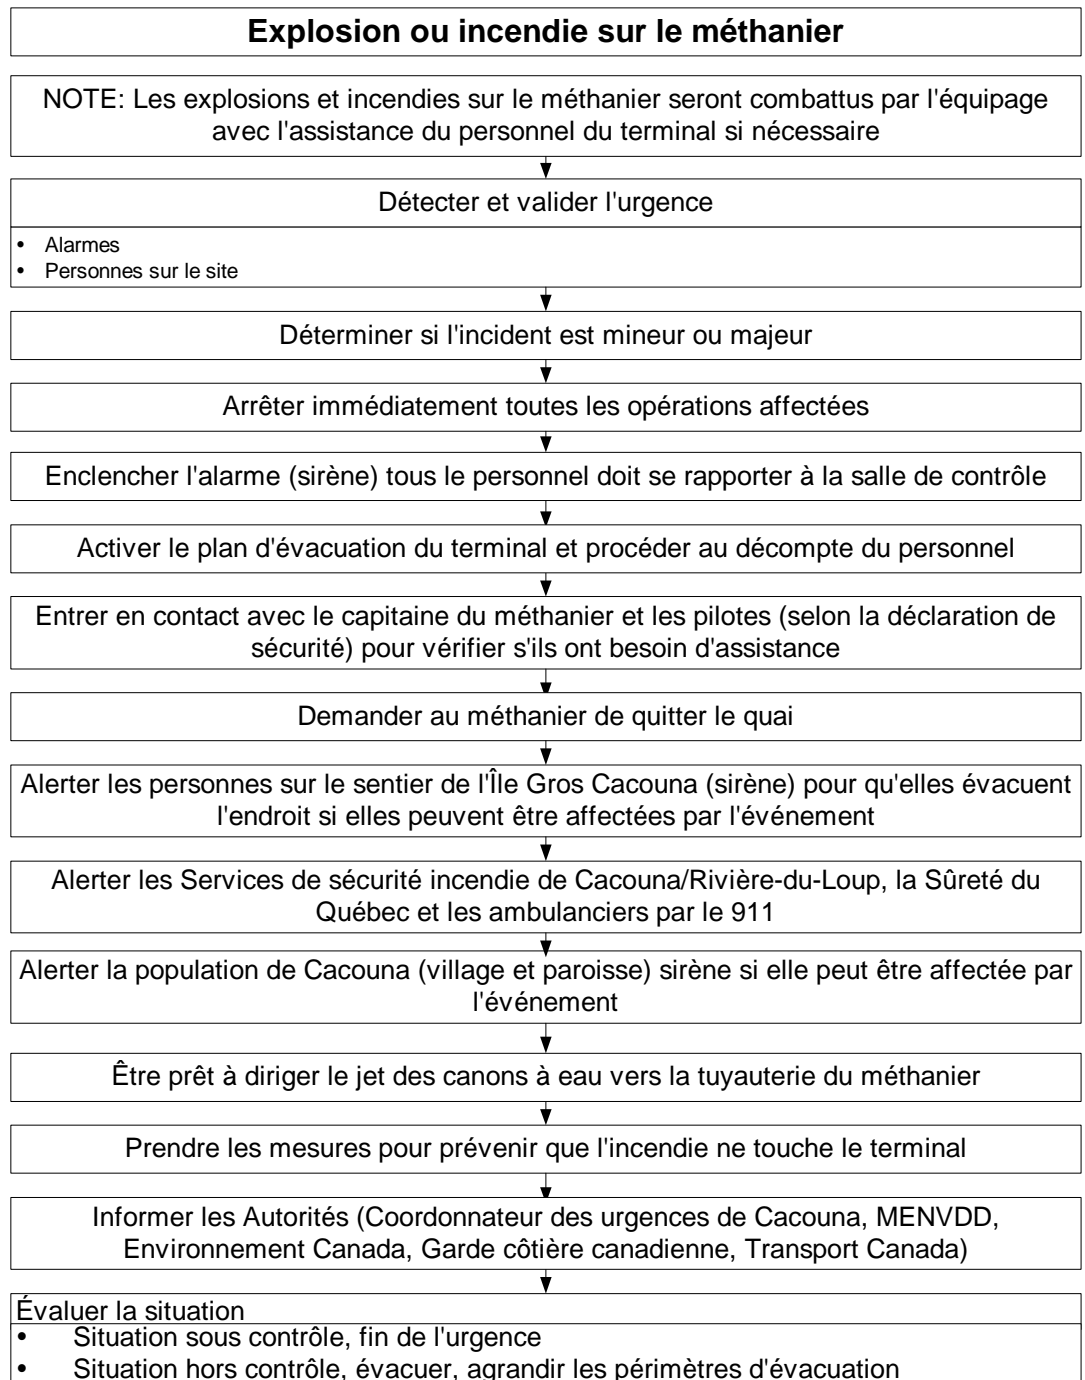 Explosion ou incendie sur le méthanier
NOTE: Les explosions et incendies sur le méthanier seront combattus par l'équipage
avec l'assistance du personnel du terminal si nécessaire
Détecter et valider l'urgence
• Alarmes
• Personnes sur le site
Déterminer si l'incident est mineur ou majeur
Arrêter immédiatement toutes les opérations affectées
Enclencher l'alarme (sirène) tous le personnel doit se rapporter à la salle de contrôle
Activer le plan d'évacuation du terminal et procéder au décompte du personnel
Entrer en contact avec le capitaine du méthanier et les pilotes (selon la déclaration de
sécurité) pour vérifier s'ils ont besoin d'assistance
Demander au méthanier de quitter le quai
Alerter les personnes sur le sentier de l'Île Gros Cacouna (sirène) pour qu'elles évacuent
l'endroit si elles peuvent être affectées par l'événement
Alerter les Services de sécurité incendie de Cacouna/Rivière-du-Loup, la Sûreté du
Québec et les ambulanciers par le 911
Alerter la population de Cacouna (village et paroisse) sirène si elle peut être affectée par
l'événement
Être prêt à diriger le jet des canons à eau vers la tuyauterie du méthanier
Prendre les mesures pour prévenir que l'incendie ne touche le terminal
Informer les Autorités (Coordonnateur des urgences de Cacouna, MENVDD,
Environnement Canada, Garde côtière canadienne, Transport Canada)
Évaluer la situation
• Situation sous contrôle, fin de l'urgence
• Situation hors contrôle, évacuer, agrandir les périmètres d'évacuation